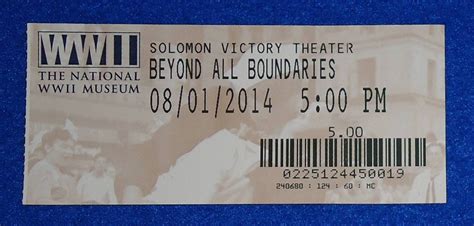 WWII
THE NATIONAL
WWII MUSEUM
SOLOMON VICTORY THEATER
BEYOND ALL BOUNDARIES
08/01/2014 5:00 PM
5.00
0225124450019
240680 : 124 : 60 : MC